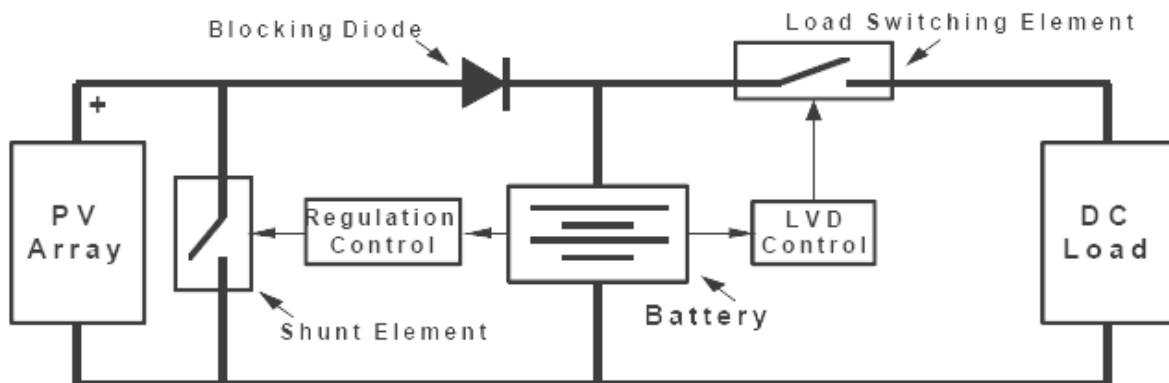 Blocking Diode
Load Switching Element
+
PV
Array
Regulation
Control
LVD
Control
DC
Load
Shunt Element
Battery